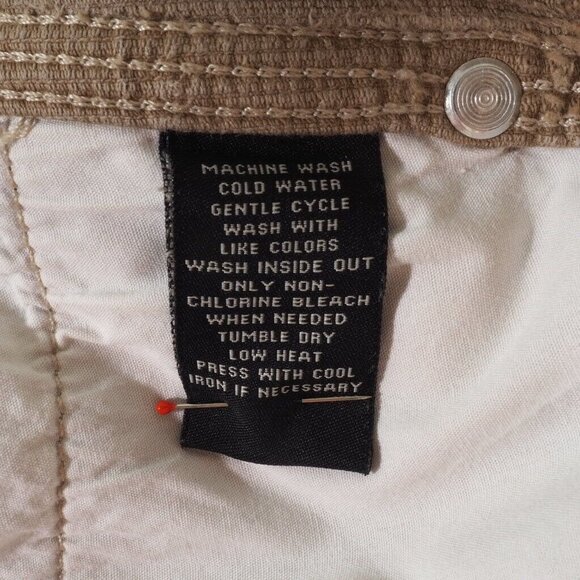 MACHINE WASH
COLD WATER
GENTLE CYCLE
WASH WITH
LIKE COLORS
WASH INSIDE OUT
ONLY NON-
CHLORINE BLEACH
WHEN NEEDED
TUMBLE DRY
LOW HEAT
PRESS WITH COOL
IRON IF NECESSARY